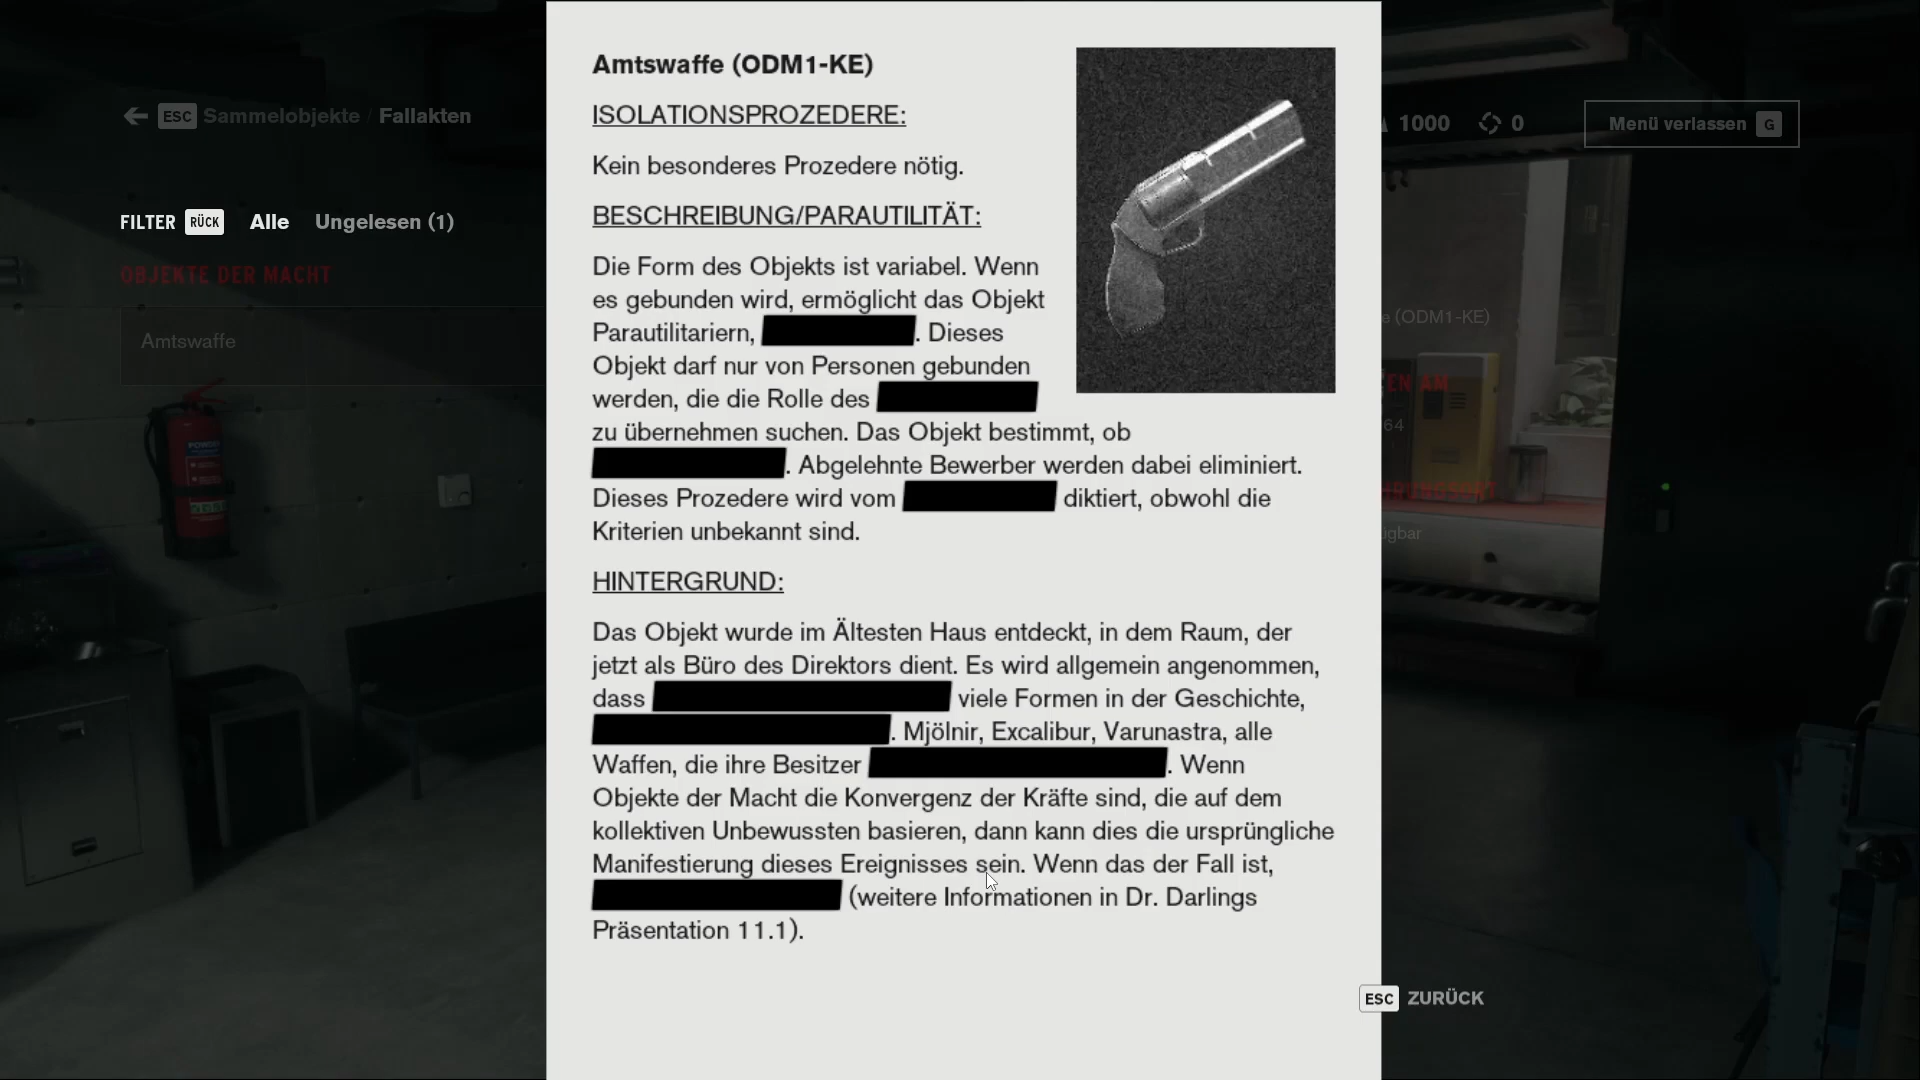 ESC Sammelobjekte / Fallakten
1000 0
Menü verlassen G
FILTER RÜCK Alle Ungelesen (1)
OBJEKTE DER MACHT
Amtswaffe
Amtswaffe (ODM1-KE)
ISOLATIONSPROZEDERE:
Kein besonderes Prozedere nötig.
BESCHREIBUNG/PARAUTILITÄT:
Die Form des Objekts ist variabel. Wenn
es gebunden wird, ermöglicht das Objekt
Parautilitariern, . Dieses
Objekt darf nur von Personen gebunden
werden, die die Rolle des
zu übernehmen suchen. Das Objekt bestimmt, ob
. Abgelehnte Bewerber werden dabei eliminiert.
Dieses Prozedere wird vom diktiert, obwohl die
Kriterien unbekannt sind.
HINTERGRUND:
Das Objekt wurde im Ältesten Haus entdeckt, in dem Raum, der
jetzt als Büro des Direktors dient. Es wird allgemein angenommen,
dass viele Formen in der Geschichte,
. Mjölnir, Excalibur, Varunastra, alle
Waffen, die ihre Besitzer . Wenn
Objekte der Macht die Konvergenz der Kräfte sind, die auf dem
kollektiven Unbewussten basieren, dann kann dies die ursprüngliche
Manifestierung dieses Ereignisses sein. Wenn das der Fall ist,
(weitere Informationen in Dr. Darlings
Präsentation 11.1).
e (ODM1-KE)
EN AM
64
gbar
POWDER
ESC ZURÜCK